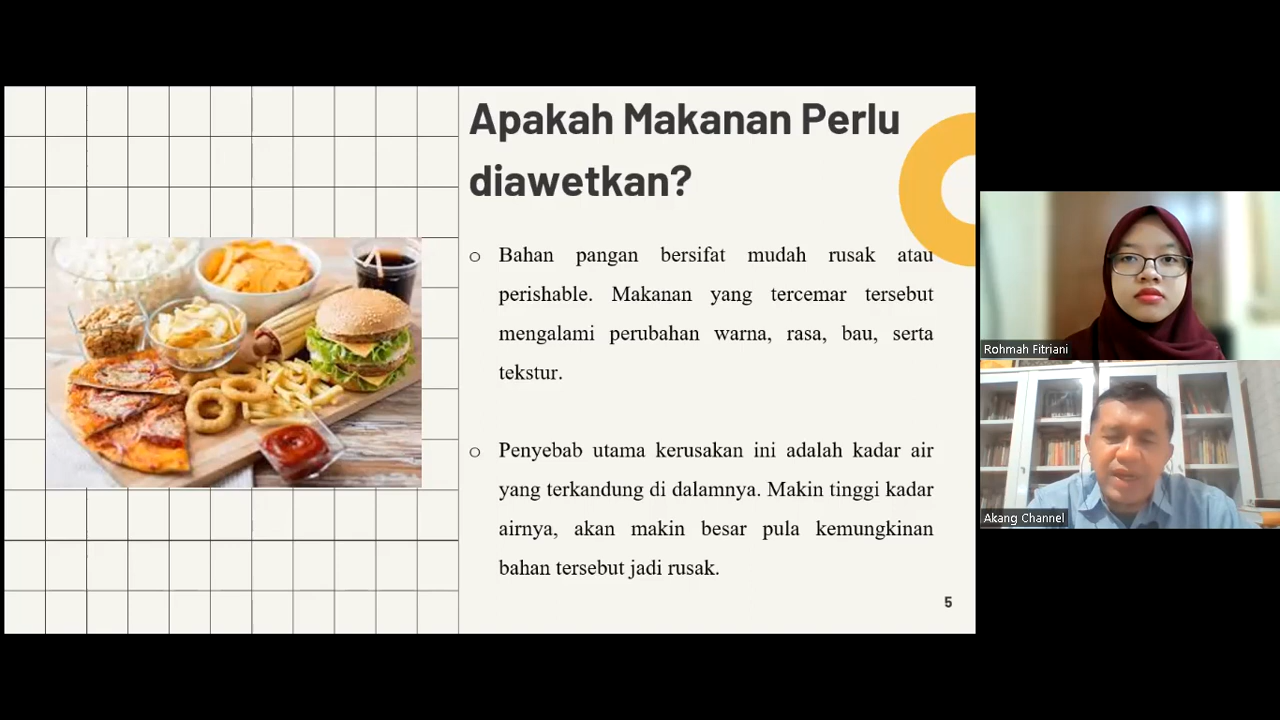 Apakah Makanan Perlu
diawetkan?
o Bahan pangan bersifat mudah rusak atau
perishable. Makanan yang tercemar tersebut
mengalami perubahan warna, rasa, bau, serta
tekstur.
o Penyebab utama kerusakan ini adalah kadar air
yang terkandung di dalamnya. Makin tinggi kadar
airnya, akan makin besar pula kemungkinan
bahan tersebut jadi rusak.
5
Rohmah Fitriani
Akang Channel